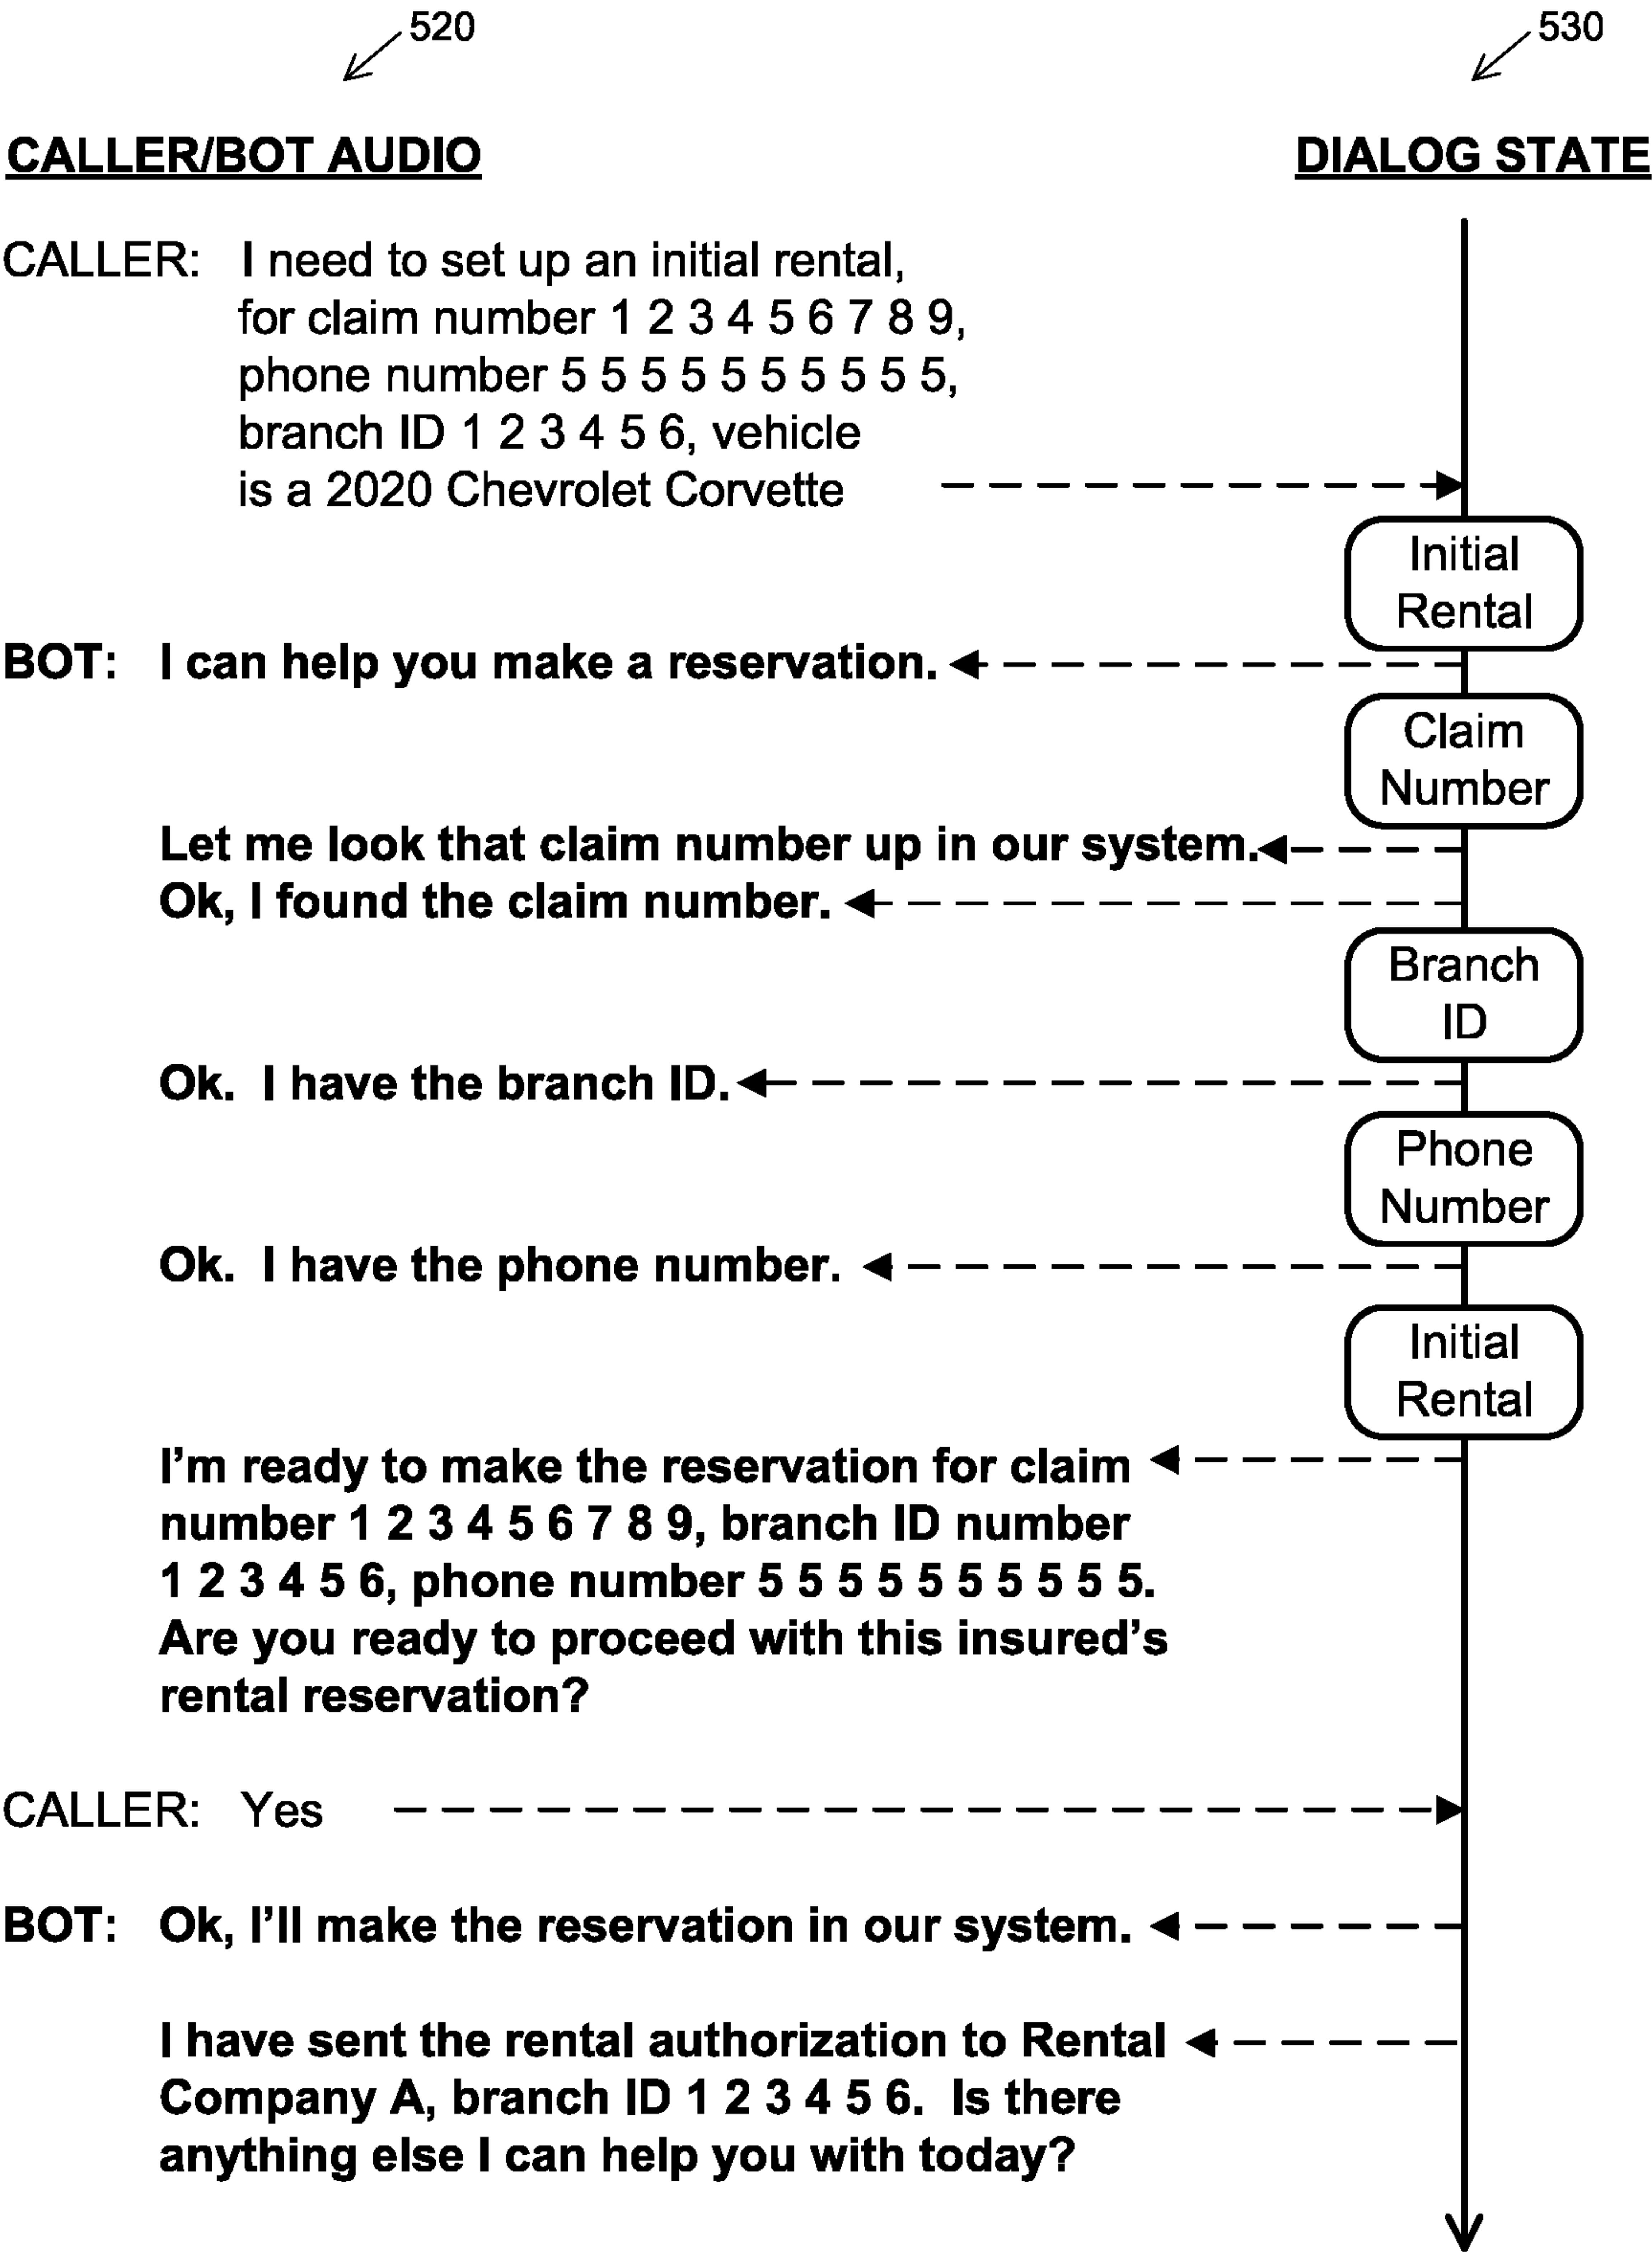 520
530
CALLER/BOT AUDIO
DIALOG STATE
CALLER: I need to set up an initial rental,
for claim number 1 2 3 4 5 6 7 8 9,
phone number 5 5 5 5 5 5 5 5 5 5,
branch ID 1 2 3 4 5 6, vehicle
is a 2020 Chevrolet Corvette
Initial
Rental
BOT: I can help you make a reservation.
Claim
Number
Let me look that claim number up in our system.
Ok, I found the claim number.
Branch
ID
Ok. I have the branch ID.
Phone
Number
Ok. I have the phone number.
Initial
Rental
I'm ready to make the reservation for claim
number 1 2 3 4 5 6 7 8 9, branch ID number
1 2 3 4 5 6, phone number 5 5 5 5 5 5 5 5 5 5.
Are you ready to proceed with this insured's
rental reservation?
CALLER: Yes
BOT: Ok, I'll make the reservation in our system.
I have sent the rental authorization to Rental
Company A, branch ID 1 2 3 4 5 6. Is there
anything else I can help you with today?